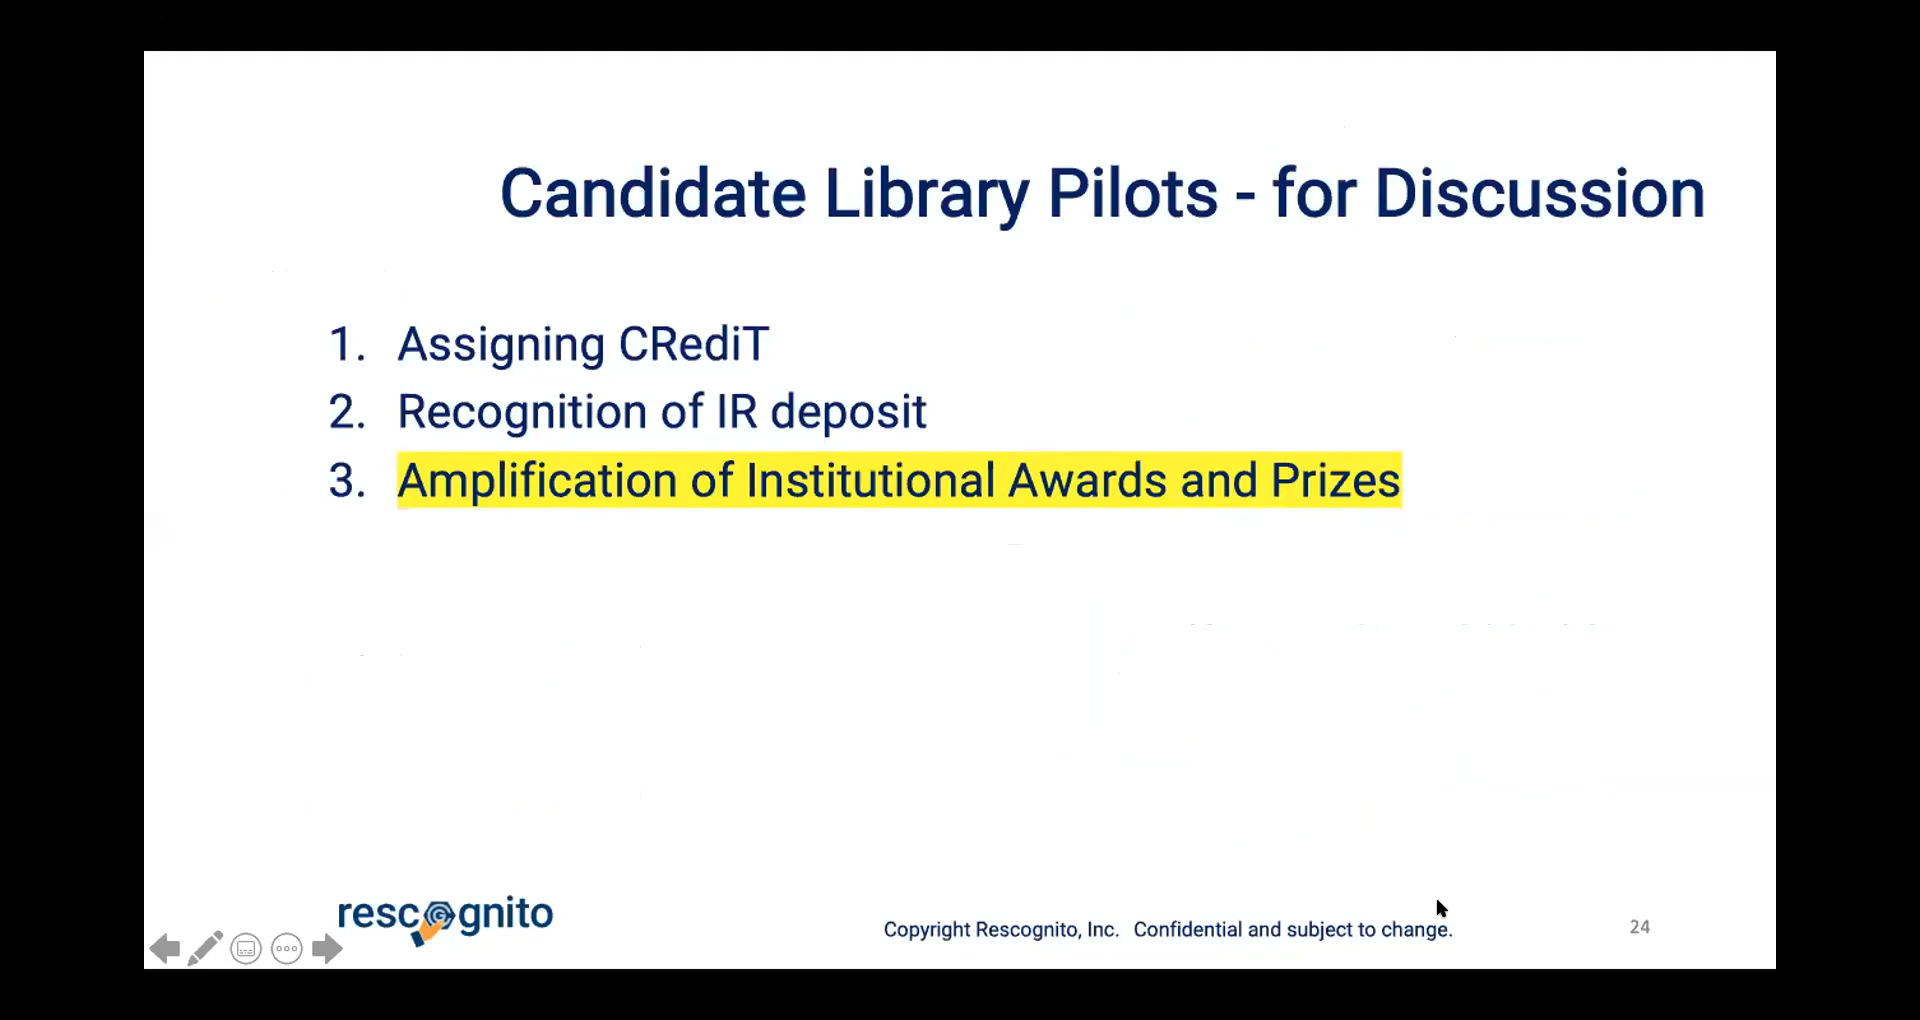 Candidate Library Pilots - for Discussion
1. Assigning CRediT
2. Recognition of IR deposit
3. Amplification of Institutional Awards and Prizes
rescognito
Copyright Rescognito, Inc. Confidential and subject to change.
24